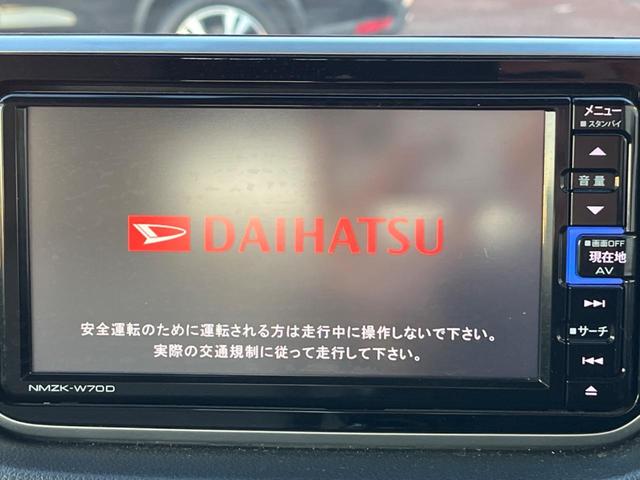 DAIHATSU
安全運転のために運転される方は走行中に操作しないで下さい。
実際の交通規制に従って走行して下さい。
NMZK-W70D
メニュー
■スタンバイ
音量
■画面OFF
現在地
AV
■サーチ